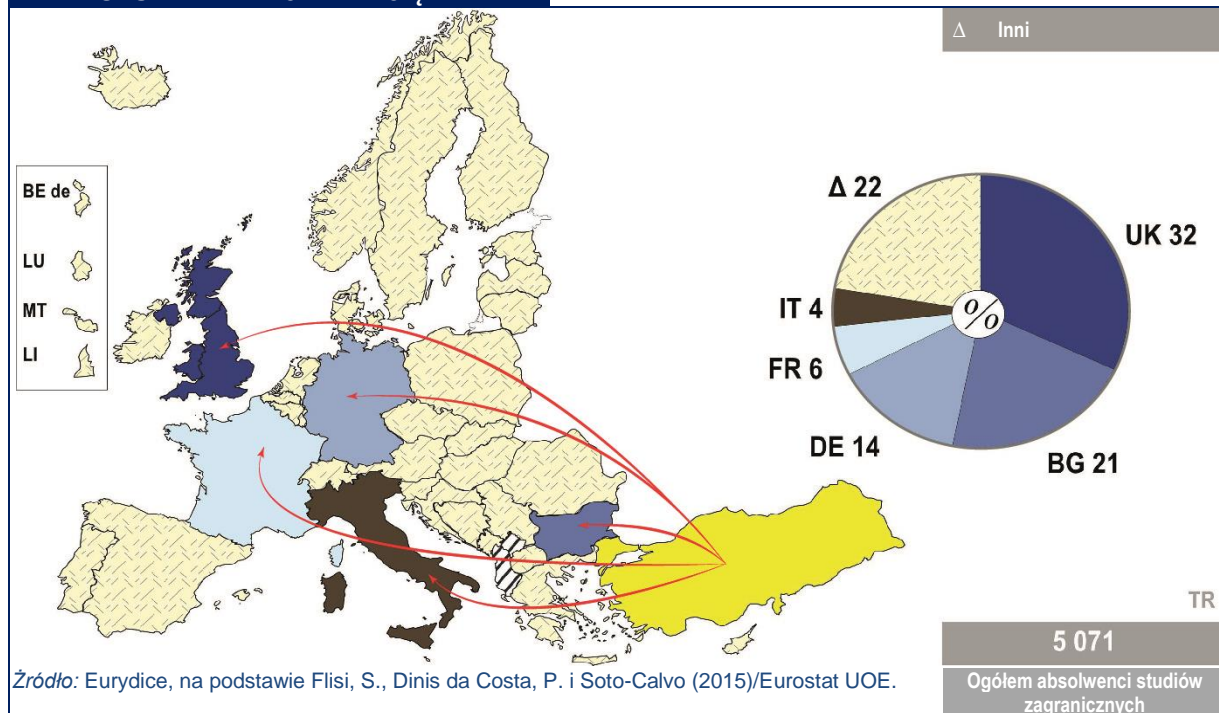 Δ Inni
BE de
LU
MT
LI
Δ 22
UK 32
IT 4
%
FR 6
DE 14
BG 21
TR
5 071
Ogółem absolwenci studiów
zagranicznych
Źródło: Eurydice, na podstawie Flisi, S., Dinis da Costa, P. i Soto-Calvo (2015)/Eurostat UOE.